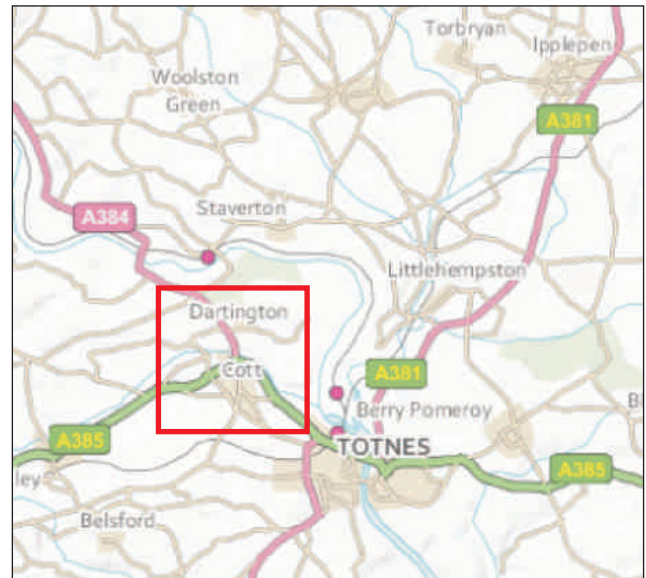 Torbryan
Ipplepen
Woolston
Green
A381
Staverton
A384
Littlehempston
Dartington
Cott
A381
Berry Pomeroy
B
A385
TOTNES
A385
ley
Belsford